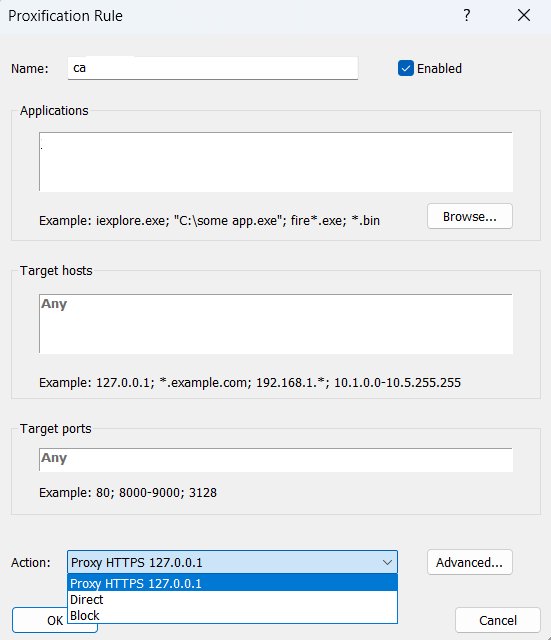 Proxification Rule
Name: ca Enabled
Applications
Example: iexplore.exe; "C:\some app.exe"; fire*.exe; *.bin Browse...
Target hosts
Any
Example: 127.0.0.1; *.example.com; 192.168.1.*; 10.1.0.0-10.5.255.255
Target ports
Any
Example: 80; 8000-9000; 3128
Action: Proxy HTTPS 127.0.0.1 Advanced...
Proxy HTTPS 127.0.0.1
Direct
Block
OK Cancel